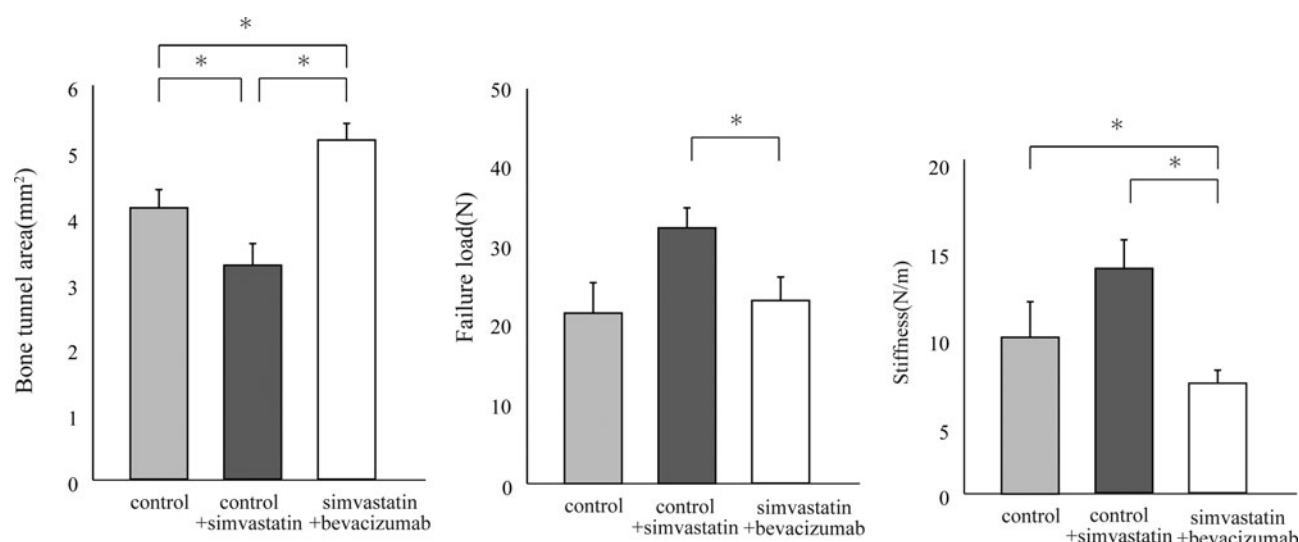 *
*
*
Bone tunnel area(mm²)
6
5
4
3
2
1
0
control
control
+simvastatin
simvastatin
+bevacizumab
*
Failure load(N)
50
40
30
20
10
0
control
control
+simvastatin
simvastatin
+bevacizumab
*
*
Stiffness(N/m)
20
15
10
5
0
control
control
+simvastatin
simvastatin
+bevacizumab